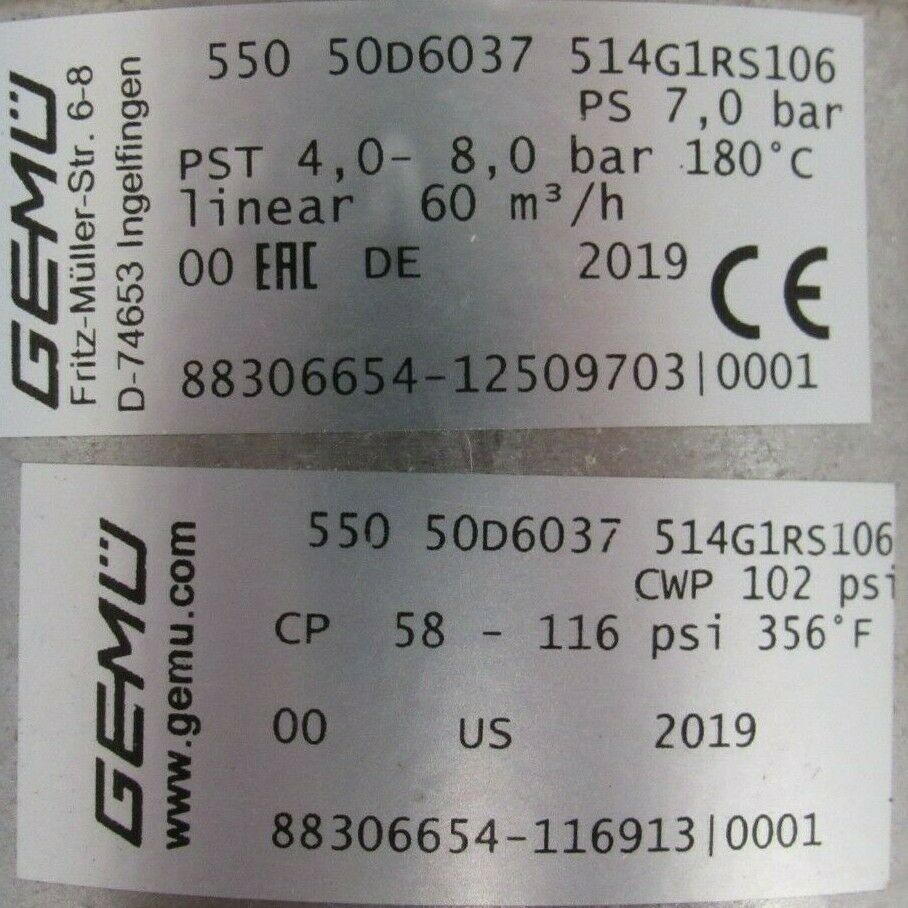 GEMÜ
Fritz-Müller-Str. 6-8
D-74653 Ingelfingen
550 50D6037 514G1RS106
PS 7,0 bar
PST 4,0- 8,0 bar 180°C
linear 60 m³/h
00 EAC DE 2019 CE
88306654-12509703|0001
GEMÜ
www.gemu.com
550 50D6037 514G1RS106
CWP 102 psi
CP 58 - 116 psi 356°F
00 US 2019
88306654-116913|0001